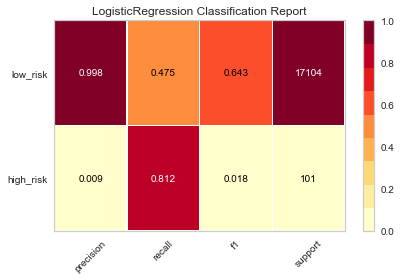 LogisticRegression Classification Report
low_risk 0.998 0.475 0.643 17104
high_risk 0.009 0.812 0.018 101
precision recall f1 support
1.0
0.8
0.6
0.4
0.2
0.0